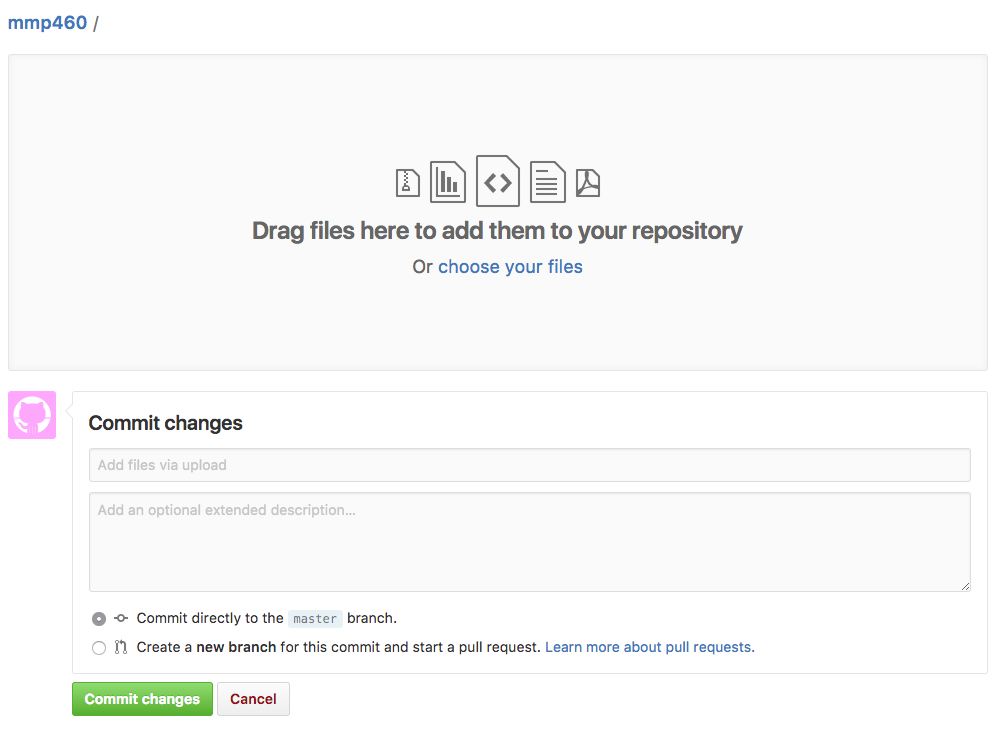 mmp460 /
Drag files here to add them to your repository
Or choose your files
Commit changes
Add files via upload
Add an optional extended description...
Commit directly to the master branch.
Create a new branch for this commit and start a pull request. Learn more about pull requests.
Commit changes Cancel